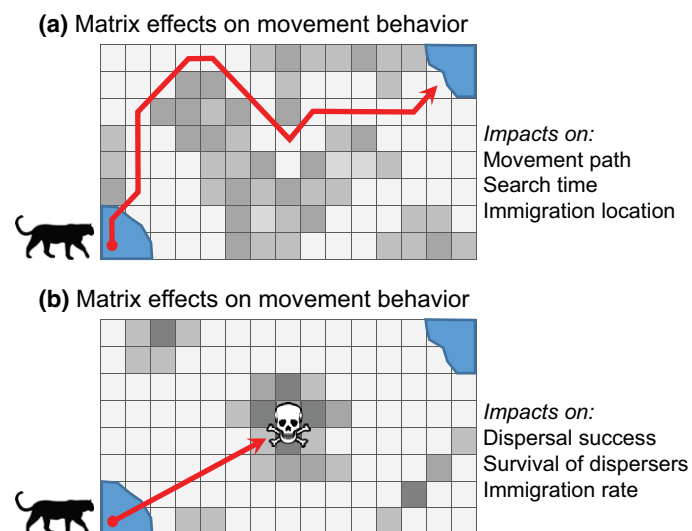 (a) Matrix effects on movement behavior
Impacts on:
Movement path
Search time
Immigration location
(b) Matrix effects on movement behavior
Impacts on:
Dispersal success
Survival of dispersers
Immigration rate